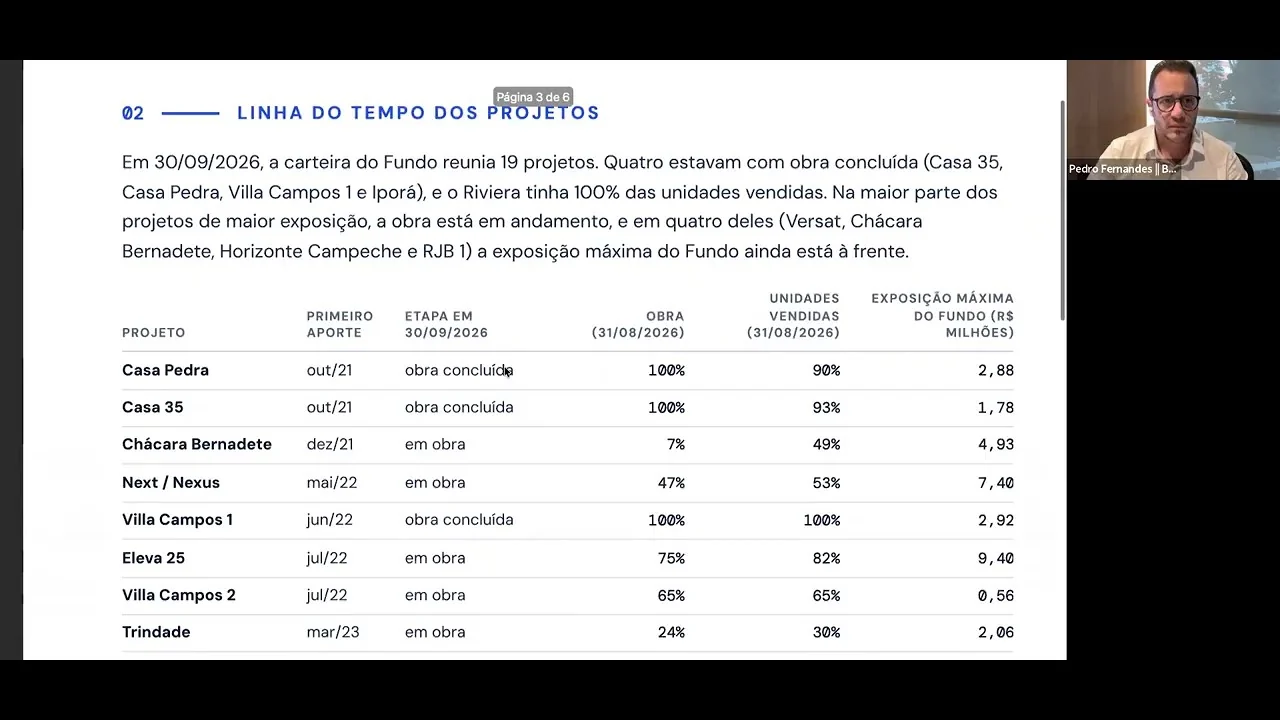 Página 3 de 6
02 LINHA DO TEMPO DOS PROJETOS
Em 30/09/2026, a carteira do Fundo reunia 19 projetos. Quatro estavam com obra concluída (Casa 35,
Casa Pedra, Villa Campos 1 e Iporá), e o Riviera tinha 100% das unidades vendidas. Na maior parte dos
projetos de maior exposição, a obra está em andamento, e em quatro deles (Versat, Chácara
Bernadete, Horizonte Campeche e RJB 1) a exposição máxima do Fundo ainda está à frente.
PROJETO PRIMEIRO APORTE ETAPA EM 30/09/2026 OBRA (31/08/2026) UNIDADES VENDIDAS (31/08/2026) EXPOSIÇÃO MÁXIMA DO FUNDO (R$ MILHÕES)
Casa Pedra out/21 obra concluída 100% 90% 2,88
Casa 35 out/21 obra concluída 100% 93% 1,78
Chácara Bernadete dez/21 em obra 7% 49% 4,93
Next / Nexus mai/22 em obra 47% 53% 7,40
Villa Campos 1 jun/22 obra concluída 100% 100% 2,92
Eleva 25 jul/22 em obra 75% 82% 9,40
Villa Campos 2 jul/22 em obra 65% 65% 0,56
Trindade mar/23 em obra 24% 30% 2,06
Pedro Fernandes || B...